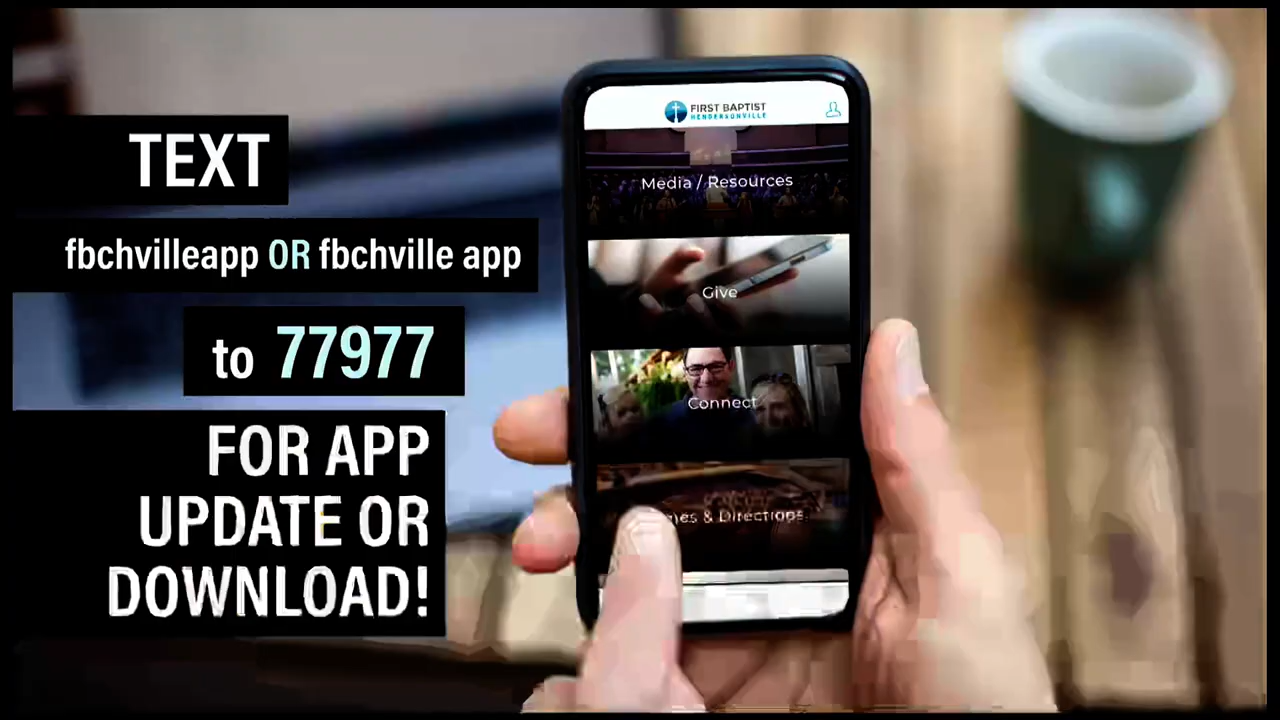 TEXT
fbchvilleapp OR fbchville app
to 77977
FOR APP
UPDATE OR
DOWNLOAD!
FIRST BAPTIST
HENDERSONVILLE
Media / Resources
Give
Connect
& Directions